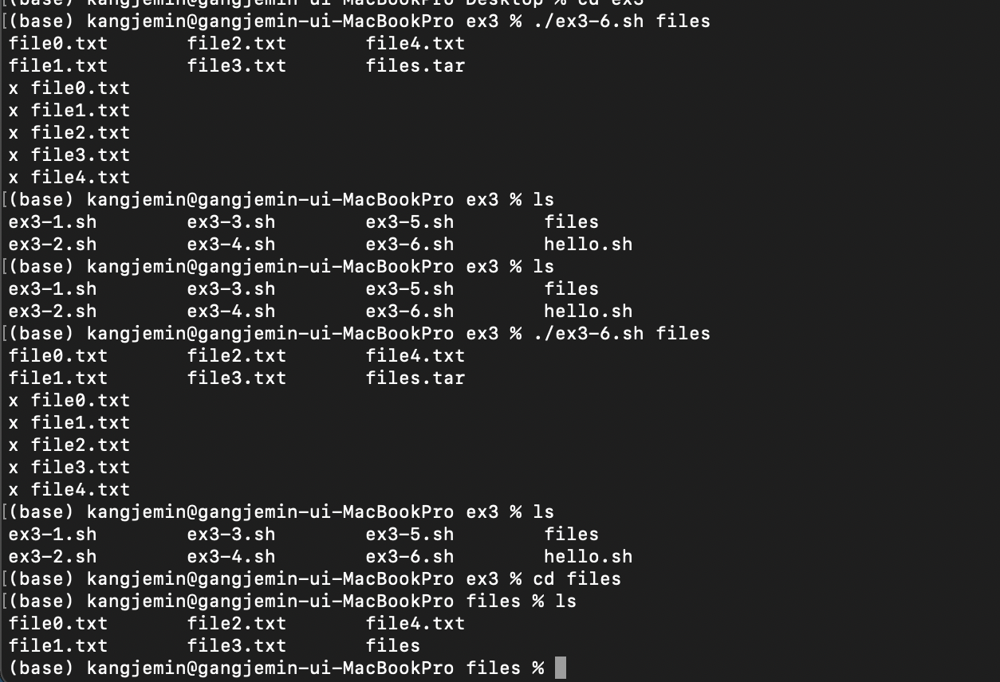 (base) kangjemin@gangjemin-ui-MacBookPro Desktop % cd ex3
[(base) kangjemin@gangjemin-ui-MacBookPro ex3 % ./ex3-6.sh files
file0.txt file2.txt file4.txt
file1.txt file3.txt files.tar
x file0.txt
x file1.txt
x file2.txt
x file3.txt
x file4.txt
[(base) kangjemin@gangjemin-ui-MacBookPro ex3 % ls
ex3-1.sh ex3-3.sh ex3-5.sh files
ex3-2.sh ex3-4.sh ex3-6.sh hello.sh
[(base) kangjemin@gangjemin-ui-MacBookPro ex3 % ls
ex3-1.sh ex3-3.sh ex3-5.sh files
ex3-2.sh ex3-4.sh ex3-6.sh hello.sh
[(base) kangjemin@gangjemin-ui-MacBookPro ex3 % ./ex3-6.sh files
file0.txt file2.txt file4.txt
file1.txt file3.txt files.tar
x file0.txt
x file1.txt
x file2.txt
x file3.txt
x file4.txt
[(base) kangjemin@gangjemin-ui-MacBookPro ex3 % ls
ex3-1.sh ex3-3.sh ex3-5.sh files
ex3-2.sh ex3-4.sh ex3-6.sh hello.sh
[(base) kangjemin@gangjemin-ui-MacBookPro ex3 % cd files
[(base) kangjemin@gangjemin-ui-MacBookPro files % ls
file0.txt file2.txt file4.txt
file1.txt file3.txt files
(base) kangjemin@gangjemin-ui-MacBookPro files %